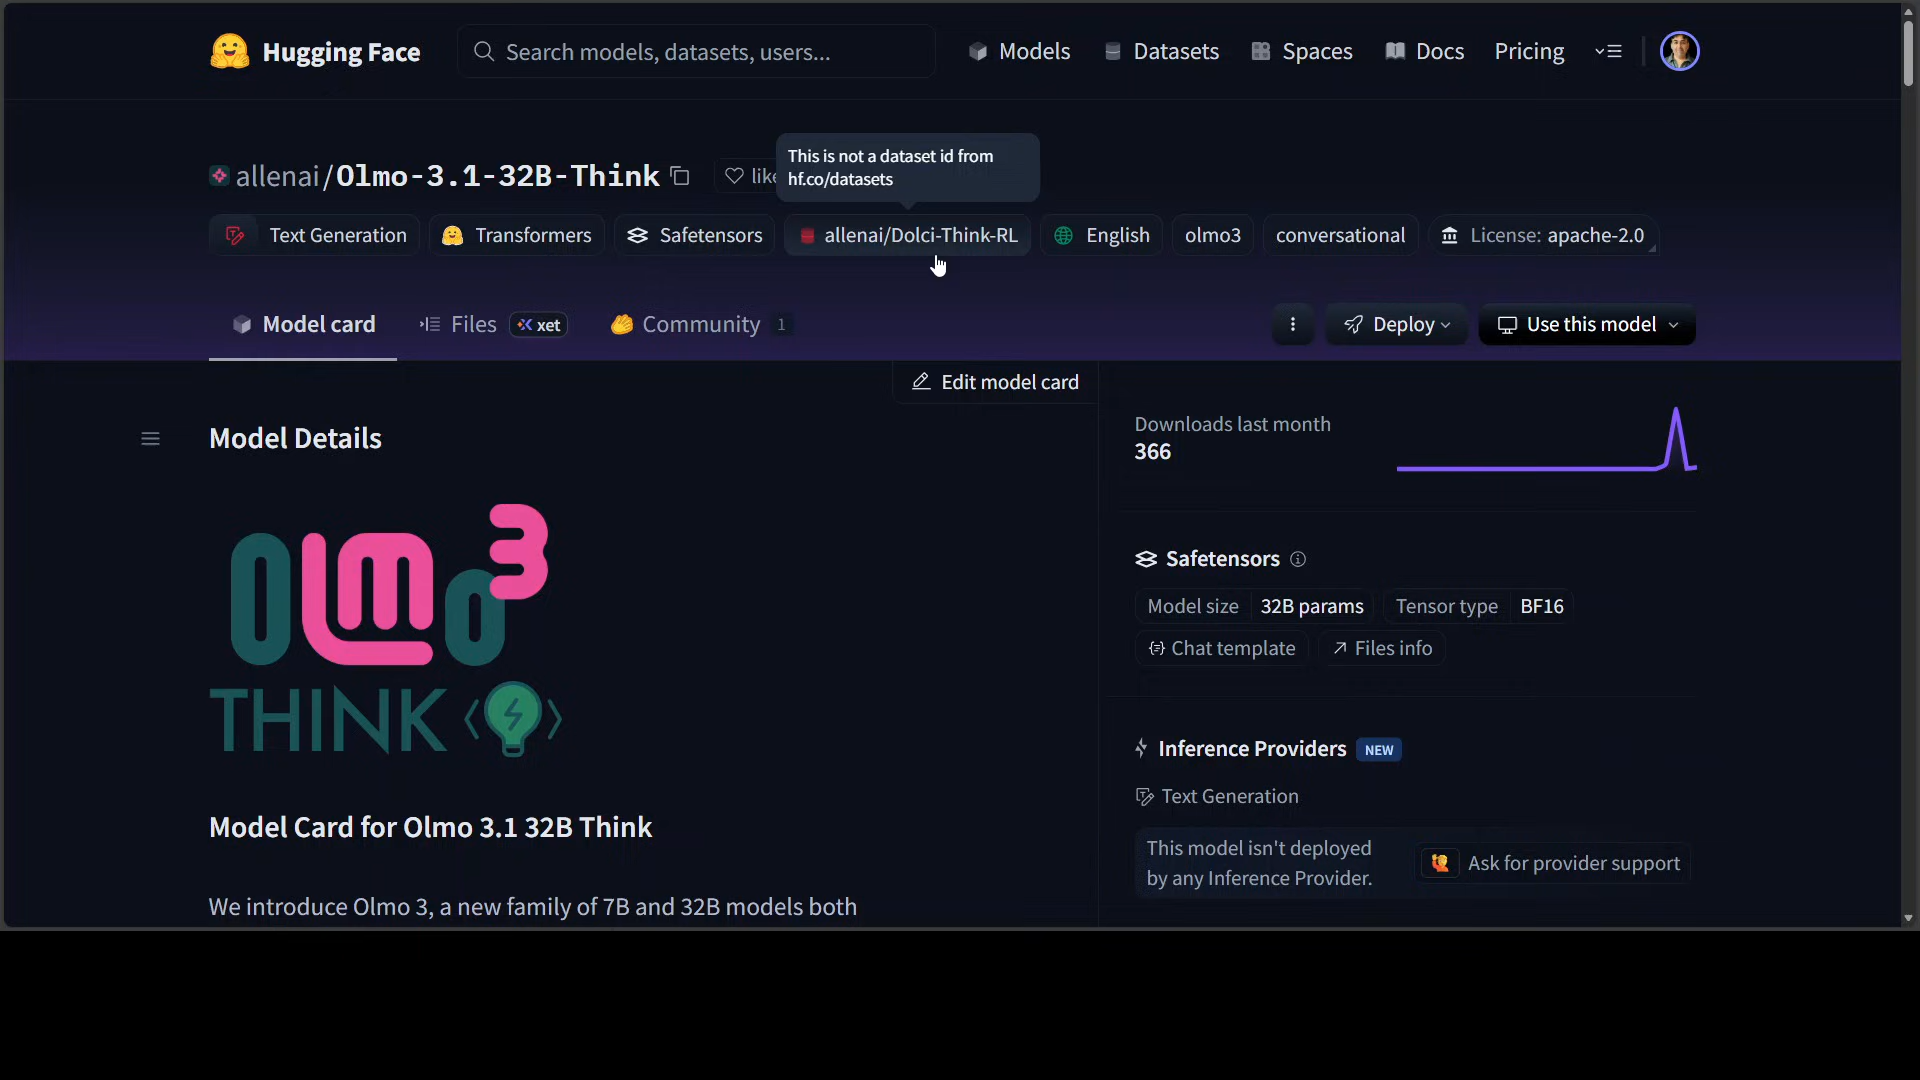 Hugging Face
Search models, datasets, users...
Models
Datasets
Spaces
Docs
Pricing
This is not a dataset id from
hf.co/datasets
allenai/Olmo-3.1-32B-Think
like
Text Generation
Transformers
Safetensors
allenai/Dolci-Think-RL
English
olmo3
conversational
License: apache-2.0
Model card
Files
xet
Community 1
Deploy
Use this model
Edit model card
Model Details
OLMO3
THINK
Model Card for Olmo 3.1 32B Think
We introduce Olmo 3, a new family of 7B and 32B models both
Downloads last month
366
Safetensors
Model size 32B params
Tensor type BF16
Chat template
Files info
Inference Providers NEW
Text Generation
This model isn't deployed
by any Inference Provider.
Ask for provider support